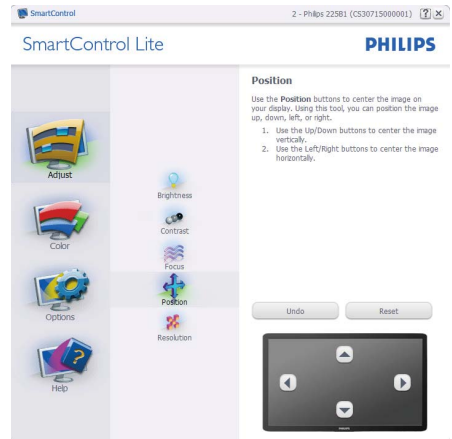 SmartControl
2 - Philips 225B1 (CS30715000001)
SmartControl Lite
PHILIPS
Adjust
Color
Options
Help
Brightness
Contrast
Focus
Position
Resolution
Position
Use the Position buttons to center the image on
your display. Using this tool, you can position the image
up, down, left, or right.
1. Use the Up/Down buttons to center the image
vertically.
2. Use the Left/Right buttons to center the image
horizontally.
Undo
Reset
PHILIPS